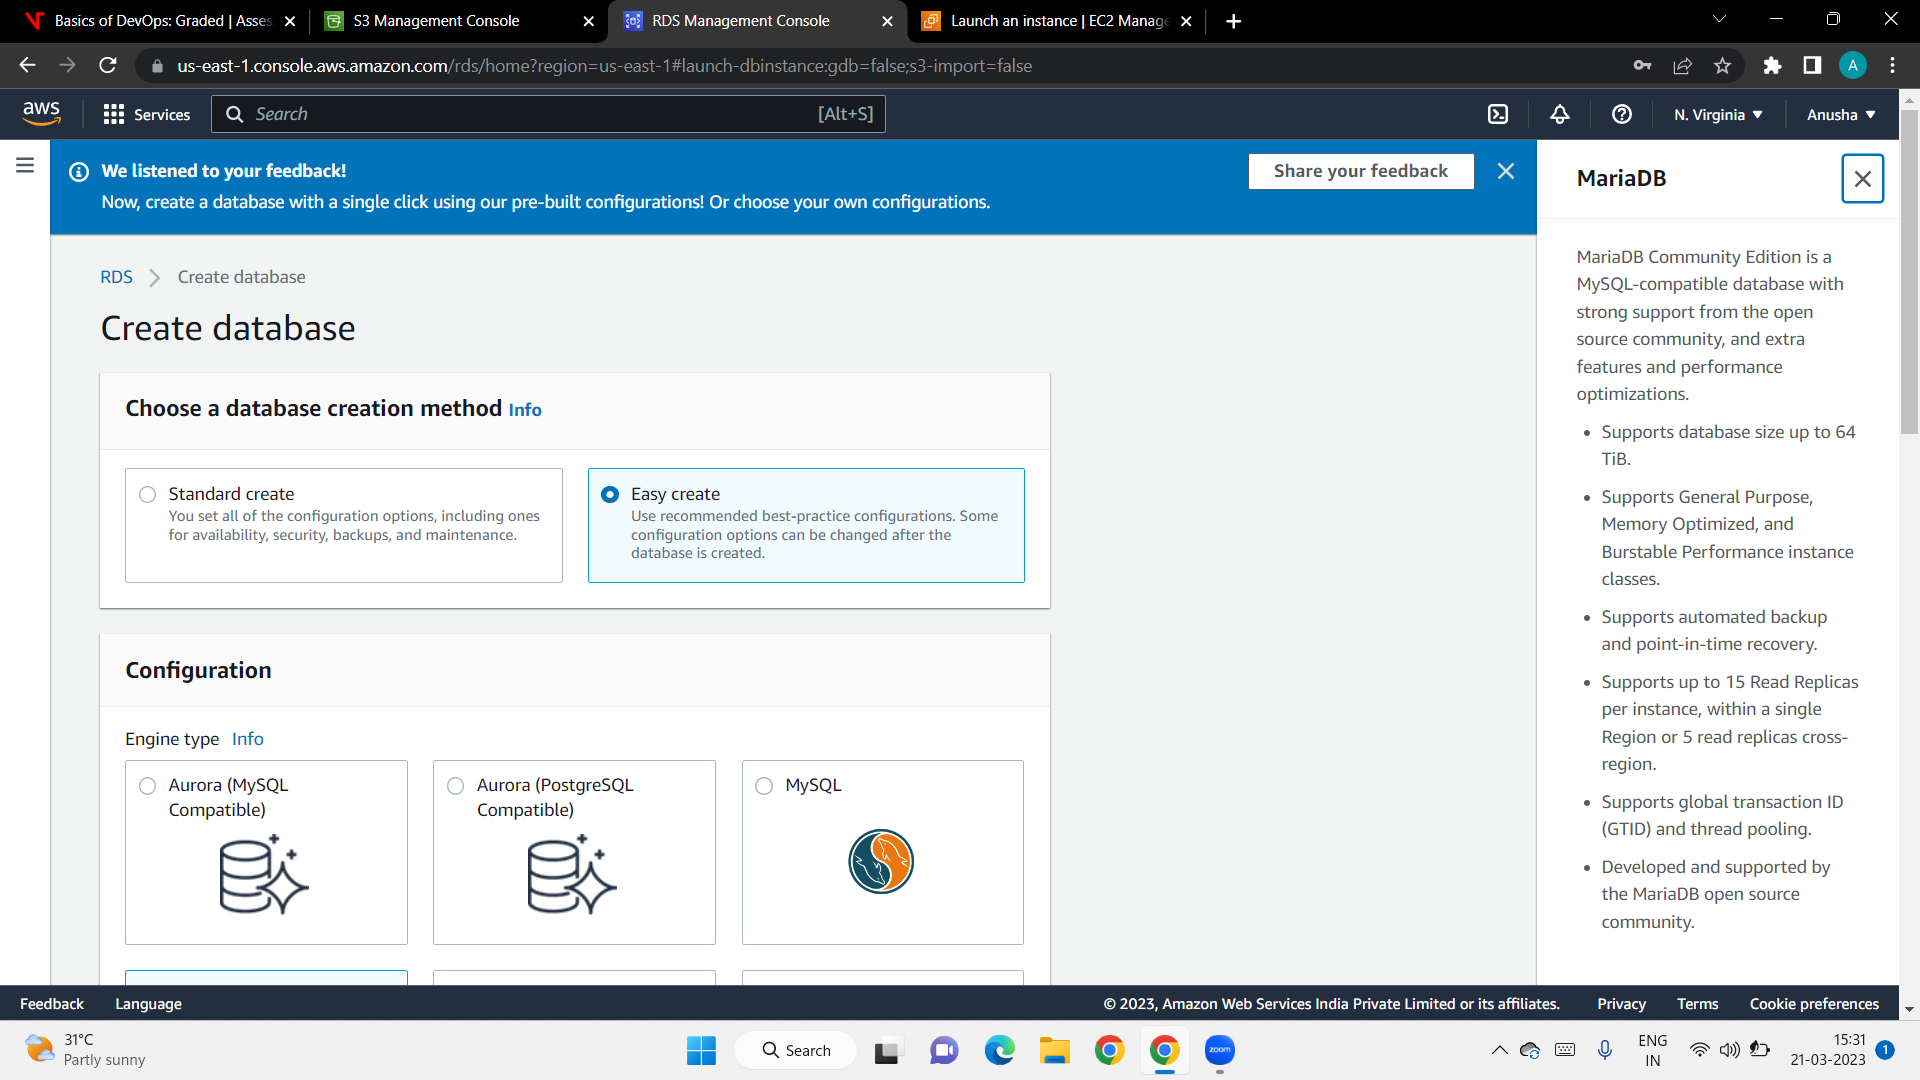 Basics of DevOps: Graded | Asses
S3 Management Console
RDS Management Console
Launch an instance | EC2 Manage
us-east-1.console.aws.amazon.com/rds/home?region=us-east-1#launch-dbinstance:gdb=false;s3-import=false
A
aws
Services
Search
[Alt+S]
N. Virginia
Anusha
We listened to your feedback!
Now, create a database with a single click using our pre-built configurations! Or choose your own configurations.
Share your feedback
RDS
Create database
Create database
Choose a database creation method Info
Standard create
You set all of the configuration options, including ones
for availability, security, backups, and maintenance.
Easy create
Use recommended best-practice configurations. Some
configuration options can be changed after the
database is created.
Configuration
Engine type Info
Aurora (MySQL
Compatible)
Aurora (PostgreSQL
Compatible)
MySQL
MariaDB
MariaDB Community Edition is a
MySQL-compatible database with
strong support from the open
source community, and extra
features and performance
optimizations.
• Supports database size up to 64
TiB.
• Supports General Purpose,
Memory Optimized, and
Burstable Performance instance
classes.
• Supports automated backup
and point-in-time recovery.
• Supports up to 15 Read Replicas
per instance, within a single
Region or 5 read replicas cross-
region.
• Supports global transaction ID
(GTID) and thread pooling.
• Developed and supported by
the MariaDB open source
community.
Feedback
Language
© 2023, Amazon Web Services India Private Limited or its affiliates.
Privacy
Terms
Cookie preferences
31°C
Partly sunny
Search
zoom
ENG
IN
15:31
21-03-2023
1